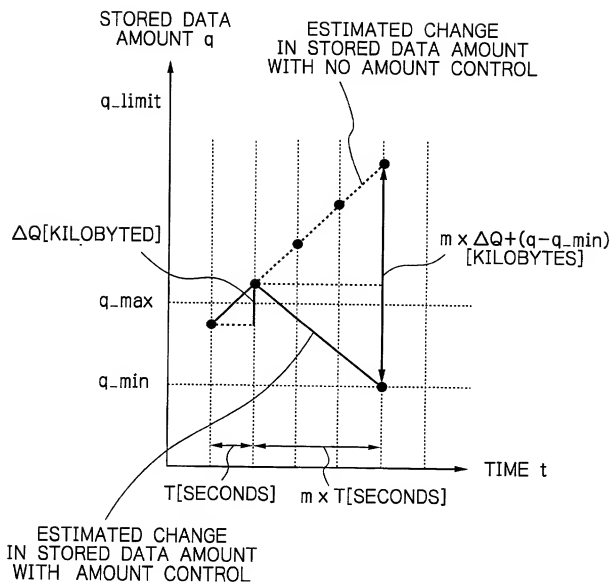 STORED DATA
AMOUNT q
ESTIMATED CHANGE
IN STORED DATA AMOUNT
WITH NO AMOUNT CONTROL
q_limit
ΔQ[KILOBYTED]
m x ΔQ+(q-q_min)
[KILOBYTES]
q_max
q_min
TIME t
T[SECONDS]
m x T[SECONDS]
ESTIMATED CHANGE
IN STORED DATA AMOUNT
WITH AMOUNT CONTROL